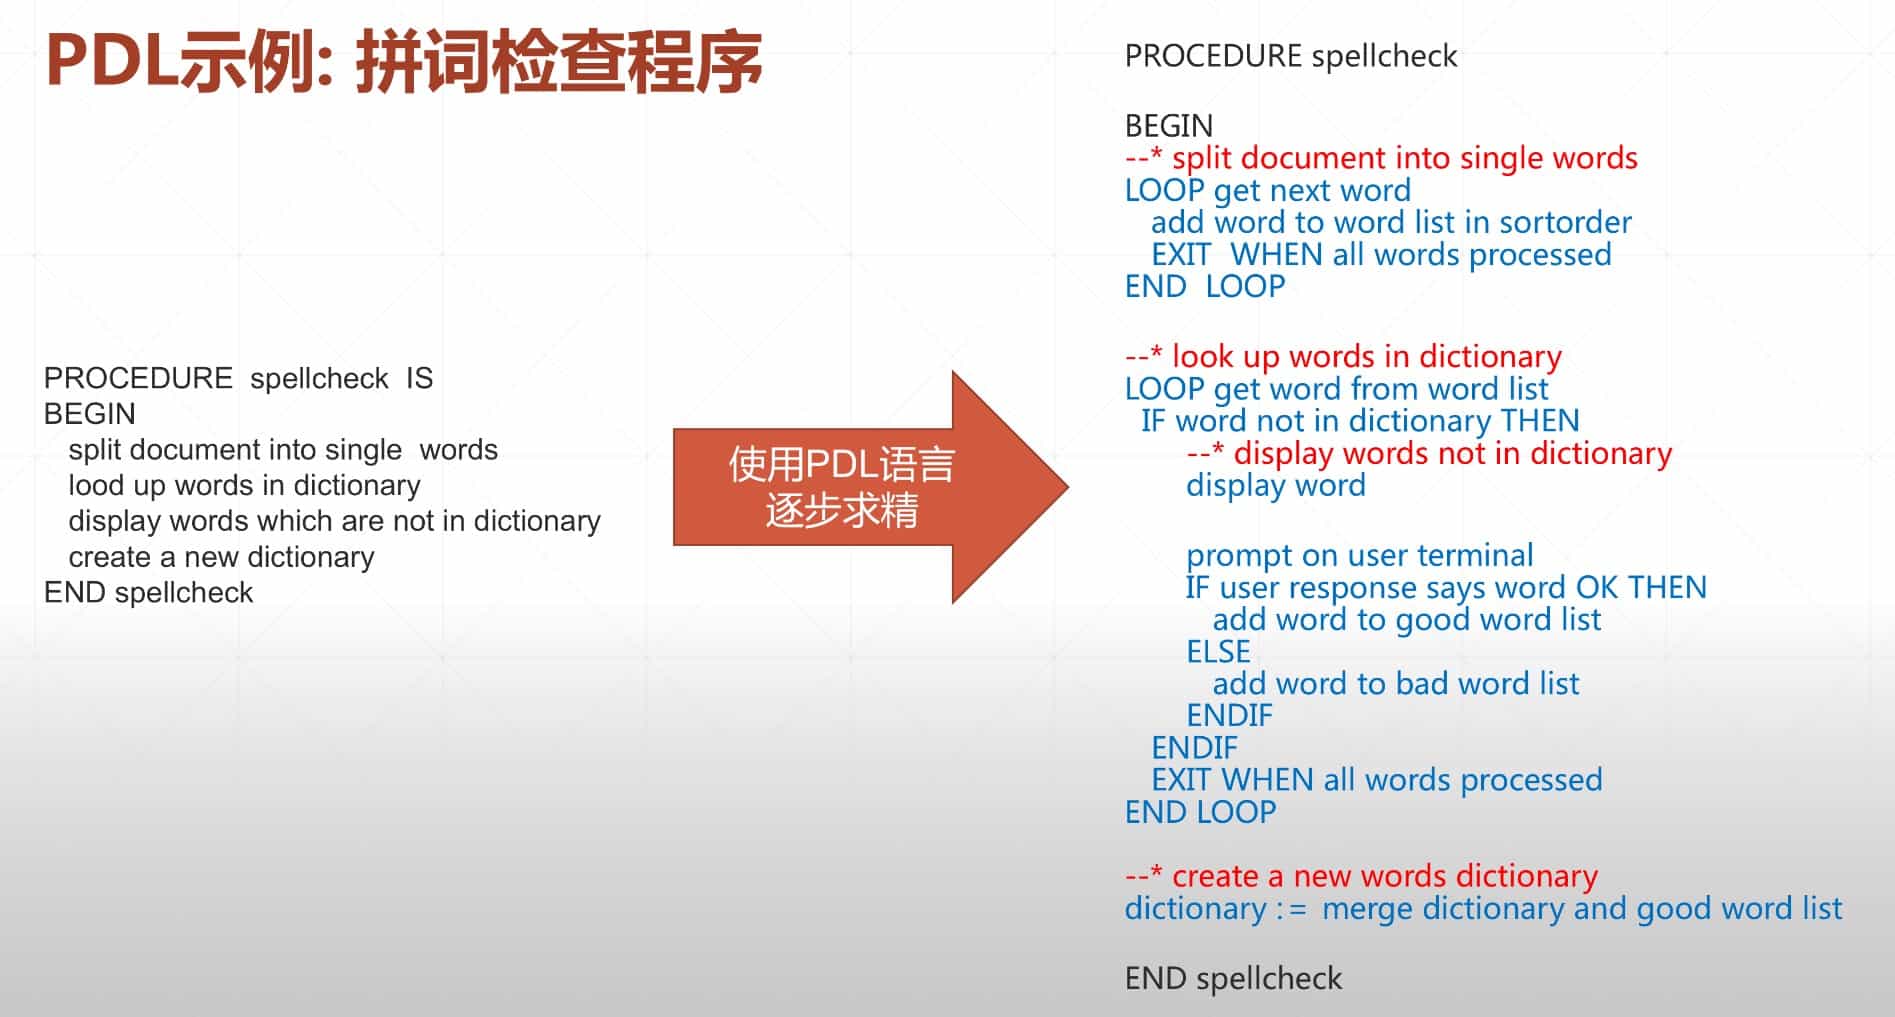 PDL示例: 拼词检查程序
PROCEDURE spellcheck IS
BEGIN
split document into single words
lood up words in dictionary
display words which are not in dictionary
create a new dictionary
END spellcheck
使用PDL语言
逐步求精
PROCEDURE spellcheck
BEGIN
--* split document into single words
LOOP get next word
add word to word list in sortorder
EXIT WHEN all words processed
END LOOP
--* look up words in dictionary
LOOP get word from word list
IF word not in dictionary THEN
--* display words not in dictionary
display word
prompt on user terminal
IF user response says word OK THEN
add word to good word list
ELSE
add word to bad word list
ENDIF
ENDIF
EXIT WHEN all words processed
END LOOP
--* create a new words dictionary
dictionary := merge dictionary and good word list
END spellcheck